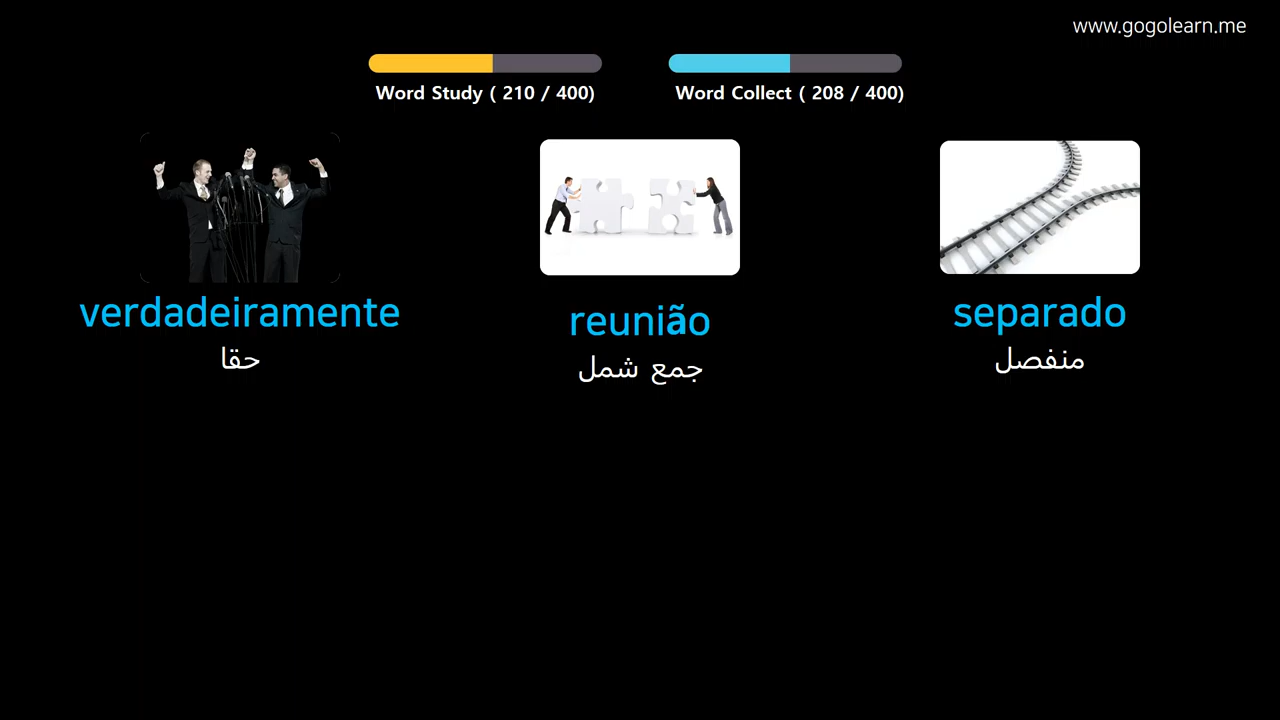 www.gogolearn.me
Word Study ( 210 / 400)
Word Collect ( 208 / 400)
verdadeiramente
حقا
reunião
جمع شمل
separado
منفصل